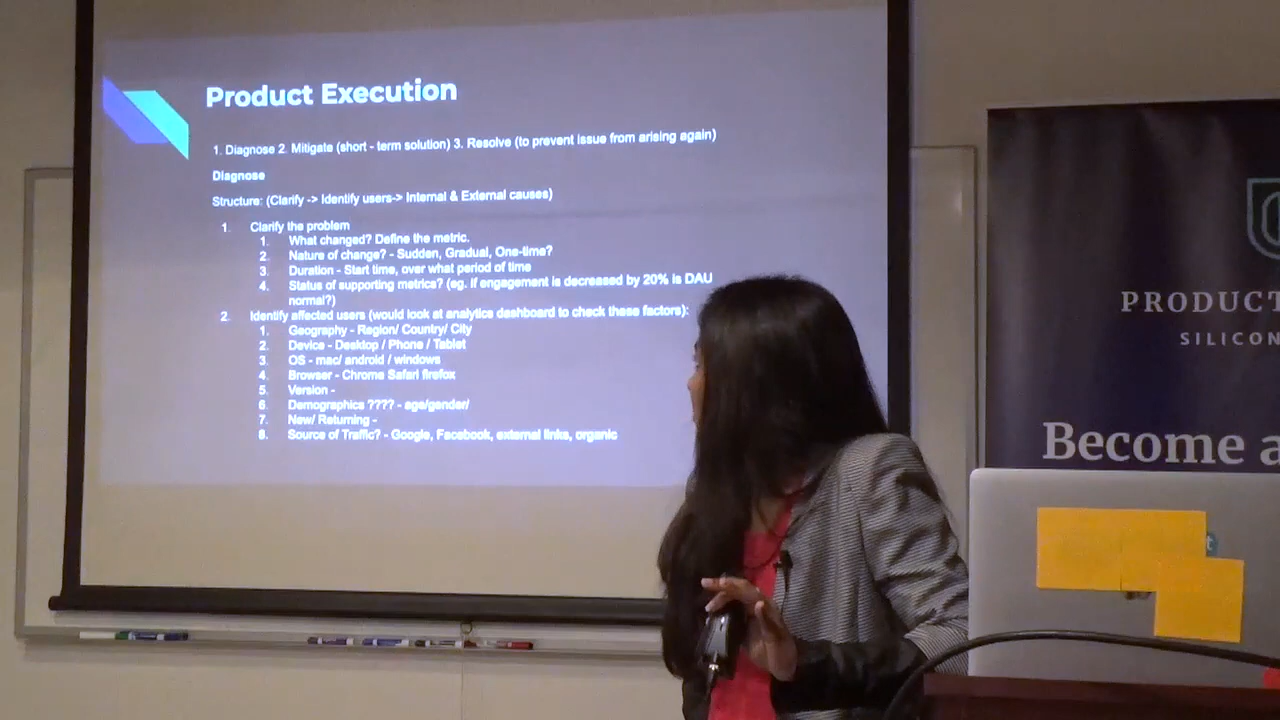 Product Execution
1. Diagnose 2. Mitigate (short - term solution) 3. Resolve (to prevent issue from arising again)
Diagnose
Structure: (Clarify -> Identify users-> Internal & External causes)
1. Clarify the problem
1. What changed? Define the metric.
2. Nature of change? - Sudden, Gradual, One-time?
3. Duration - Start time, over what period of time
4. Status of supporting metrics? (eg. if engagement is decreased by 20% is DAU
normal?)
2. Identify affected users (would look at analytics dashboard to check these factors):
1. Geography - Region/ Country/ City
2. Device - Desktop / Phone / Tablet
3. OS - mac/ android / windows
4. Browser - Chrome Safari firefox
5. Version -
6. Demographics ???? - age/gender/
7. New/ Returning -
8. Source of Traffic? - Google, Facebook, external links, organic
PRODUCT
SILICON
Become a